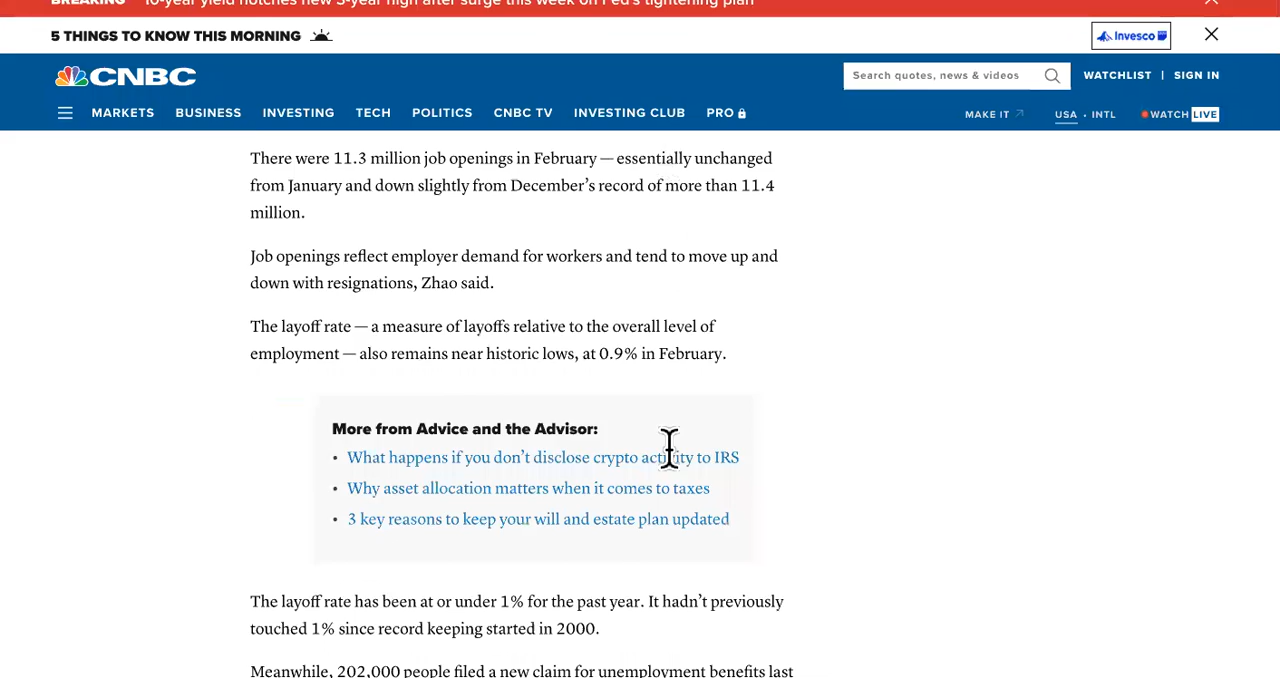 BREAKING 10-year yield notches new 3-year high after surge this week on Fed's tightening plan
5 THINGS TO KNOW THIS MORNING
Invesco
CNBC
Search quotes, news & videos
WATCHLIST | SIGN IN
MARKETS BUSINESS INVESTING TECH POLITICS CNBC TV INVESTING CLUB PRO
MAKE IT USA • INTL WATCH LIVE
There were 11.3 million job openings in February — essentially unchanged
from January and down slightly from December’s record of more than 11.4
million.
Job openings reflect employer demand for workers and tend to move up and
down with resignations, Zhao said.
The layoff rate — a measure of layoffs relative to the overall level of
employment — also remains near historic lows, at 0.9% in February.
More from Advice and the Advisor:
• What happens if you don’t disclose crypto activity to IRS
• Why asset allocation matters when it comes to taxes
• 3 key reasons to keep your will and estate plan updated
The layoff rate has been at or under 1% for the past year. It hadn’t previously
touched 1% since record keeping started in 2000.
Meanwhile, 202,000 people filed a new claim for unemployment benefits last